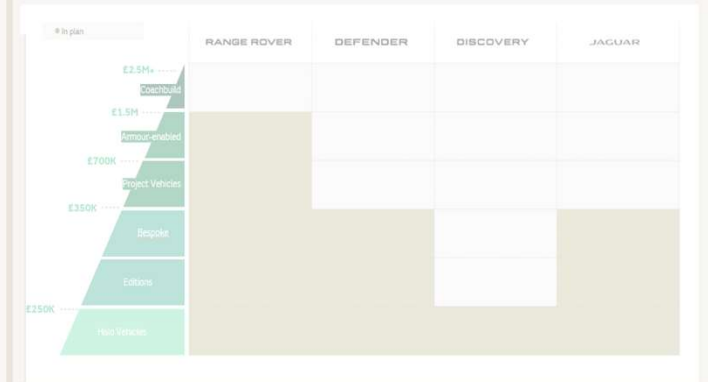 In plan
RANGE ROVER
DEFENDER
DISCOVERY
JAGUAR
£2.5M+
Coachbuild
£1.5M
Armour-enabled
£700K
Project Vehicles
£350K
Bespoke
Editions
£250K
Halo Vehicles